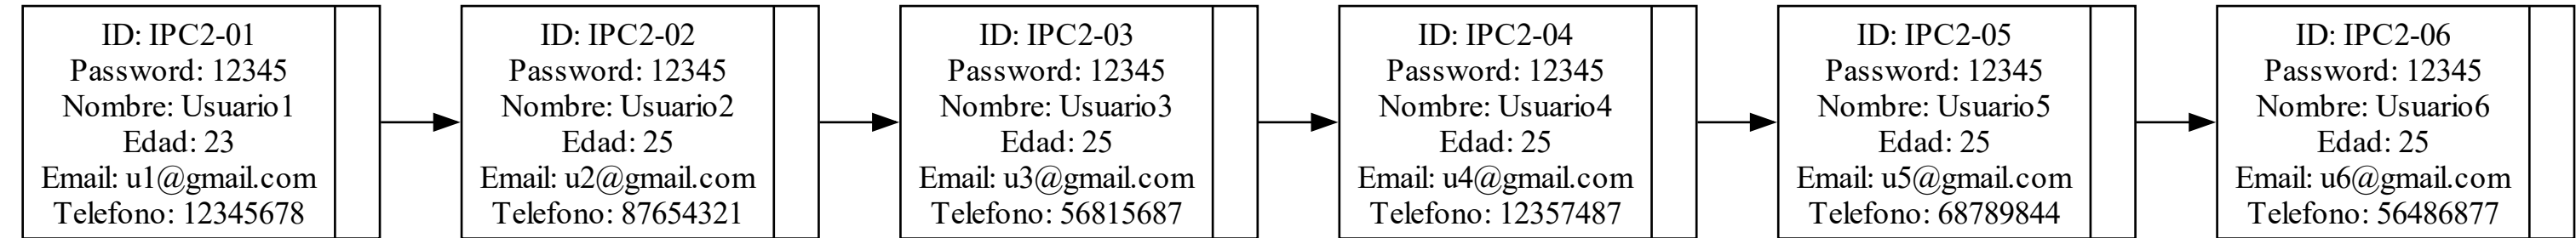 ID: IPC2-01
Password: 12345
Nombre: Usuario1
Edad: 23
Email: u1@gmail.com
Telefono: 12345678
ID: IPC2-02
Password: 12345
Nombre: Usuario2
Edad: 25
Email: u2@gmail.com
Telefono: 87654321
ID: IPC2-03
Password: 12345
Nombre: Usuario3
Edad: 25
Email: u3@gmail.com
Telefono: 56815687
ID: IPC2-04
Password: 12345
Nombre: Usuario4
Edad: 25
Email: u4@gmail.com
Telefono: 12357487
ID: IPC2-05
Password: 12345
Nombre: Usuario5
Edad: 25
Email: u5@gmail.com
Telefono: 68789844
ID: IPC2-06
Password: 12345
Nombre: Usuario6
Edad: 25
Email: u6@gmail.com
Telefono: 56486877